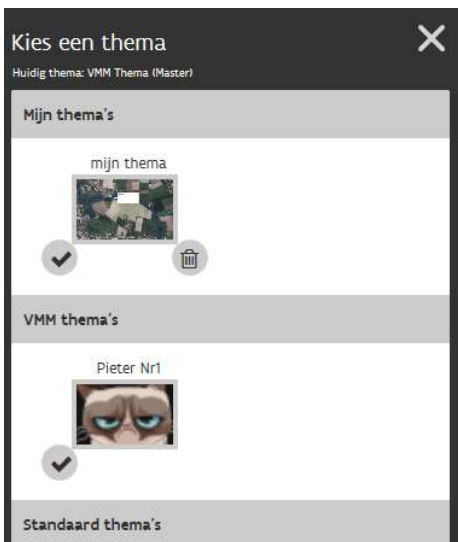 Kies een thema
Huidig thema: VMM Thema (Master)
Mijn thema's
mijn thema
VMM thema's
Pieter Nr1
Standaard thema's